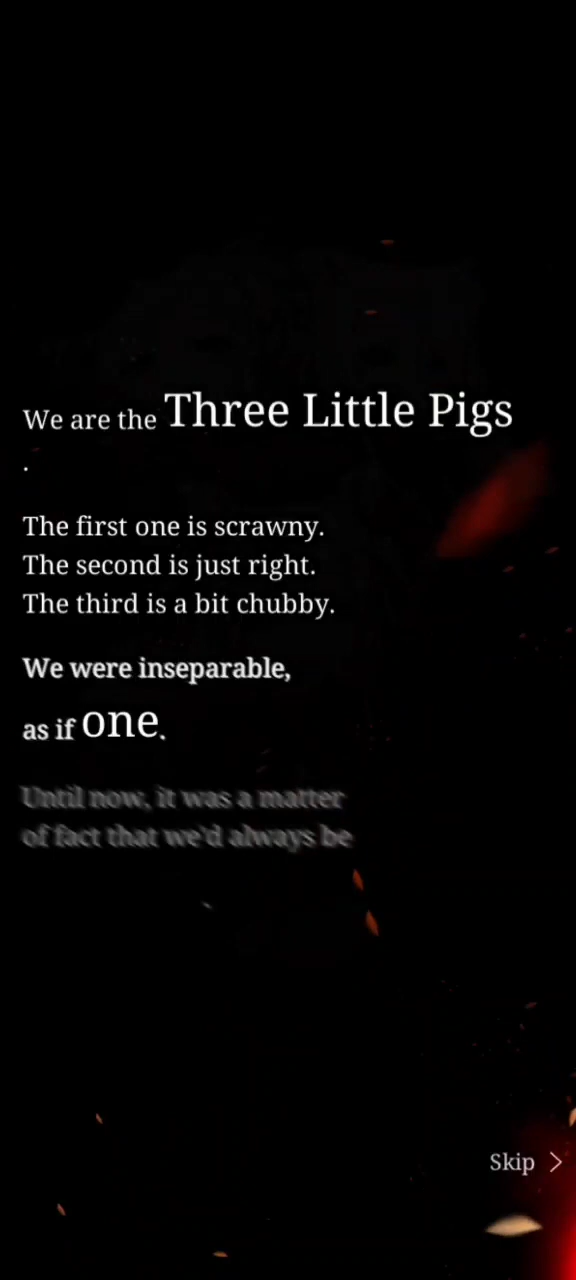 We are the Three Little Pigs
.
The first one is scrawny.
The second is just right.
The third is a bit chubby.
We were inseparable,
as if one.
Until now, it was a matter
of fact that we'd always be
Skip >